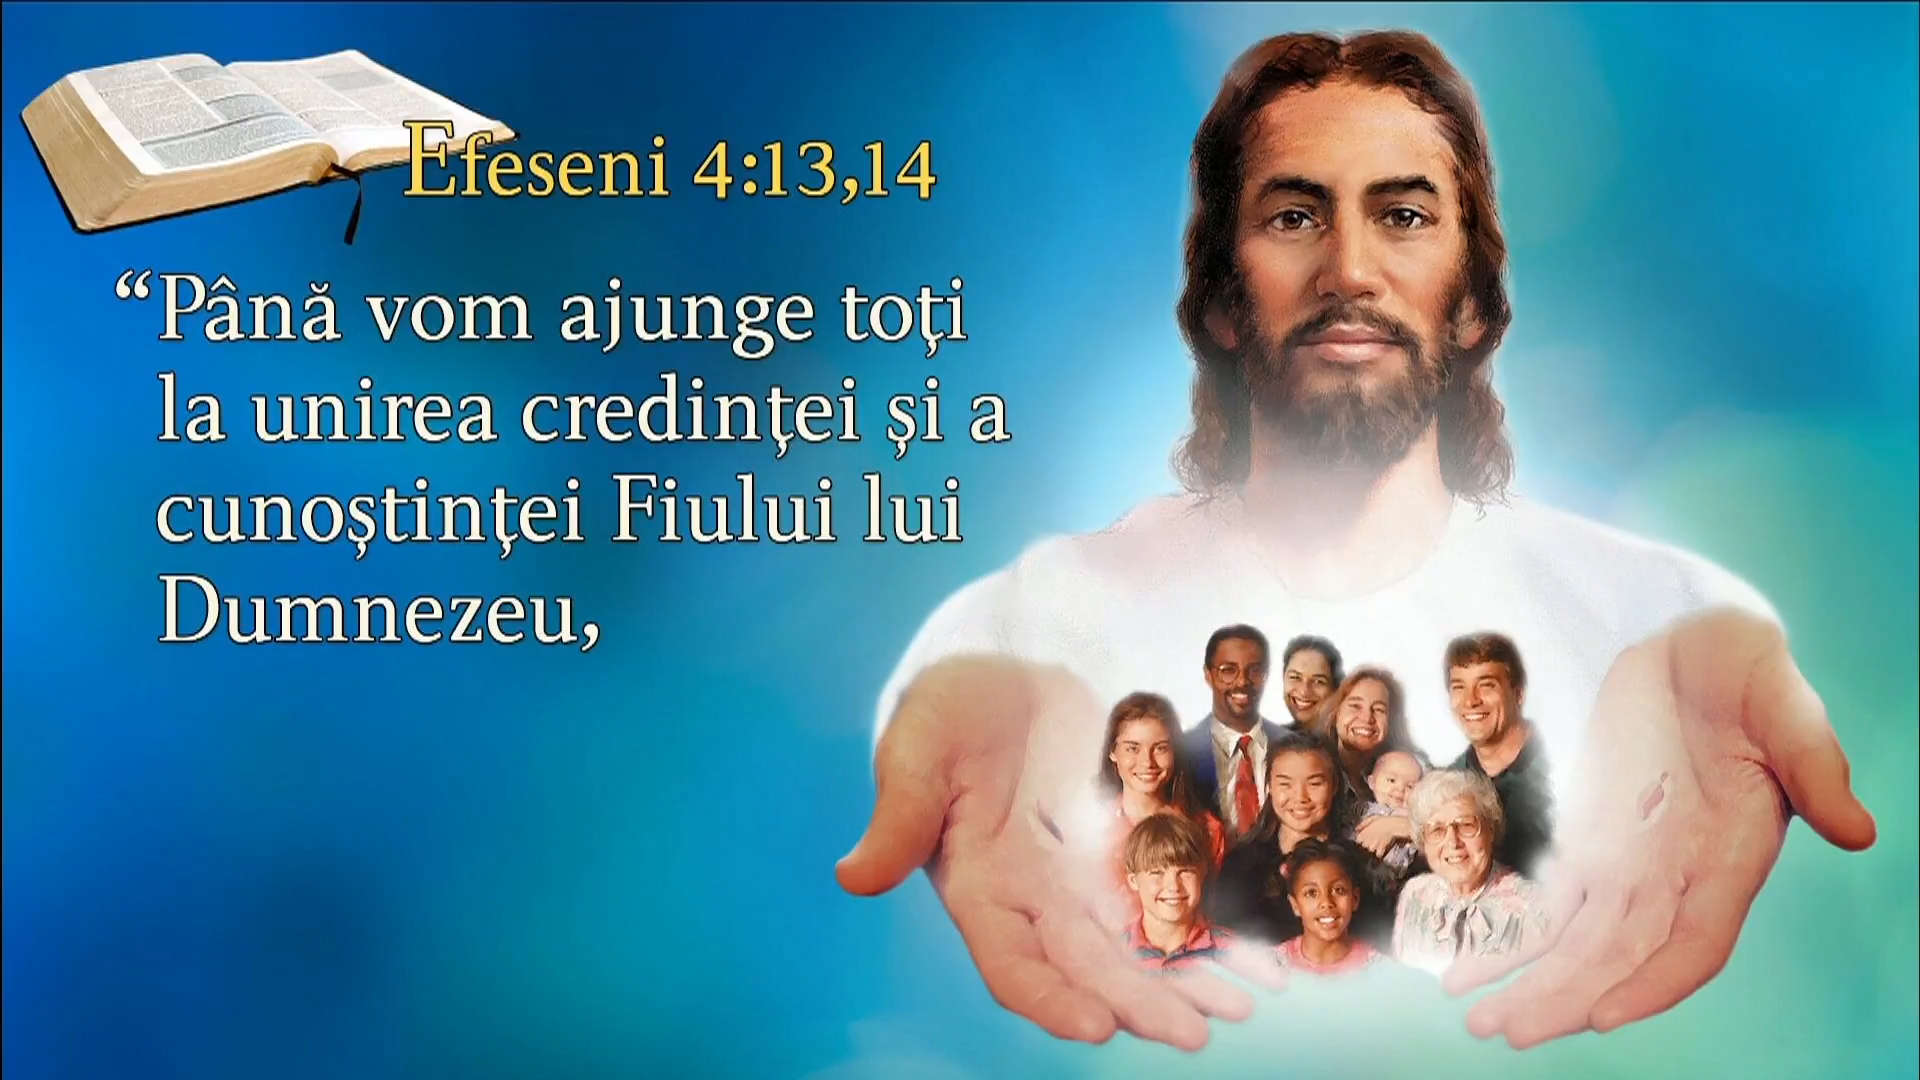 Efeseni 4:13,14
“Până vom ajunge toţi
la unirea credinţei şi a
cunoştinţei Fiului lui
Dumnezeu,